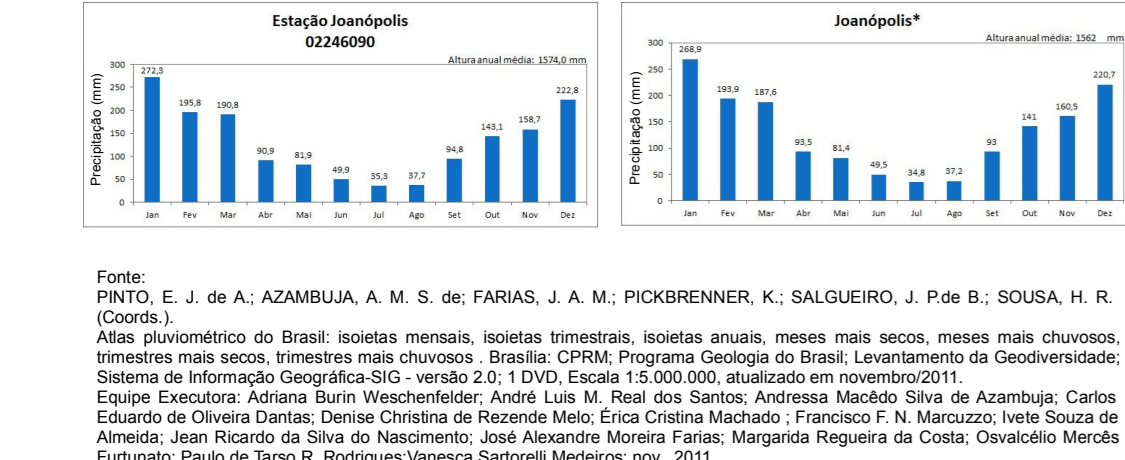 Estação Joanópolis
02246090
Altura anual média: 1574,0 mm
Precipitação (mm)
300
250
200
150
100
50
0
272,3
195,8
190,8
90,9
81,9
49,9
35,3
37,7
94,8
143,1
158,7
222,8
Jan Fev Mar Abr Mai Jun Jul Ago Set Out Nov Dez
Joanópolis*
Altura anual média: 1562 mm
Precipitação (mm)
300
250
200
150
100
50
0
268,9
193,9
187,6
93,5
81,4
49,5
34,8
37,2
93
141
160,5
220,7
Jan Fev Mar Abr Mai Jun Jul Ago Set Out Nov Dez
Fonte:
PINTO, E. J. de A.; AZAMBUJA, A. M. S. de; FARIAS, J. A. M.; PICKBRENNER, K.; SALGUEIRO, J. P.de B.; SOUSA, H. R.
(Coords.).
Atlas pluviométrico do Brasil: isoietas mensais, isoietas trimestrais, isoietas anuais, meses mais secos, meses mais chuvosos,
trimestres mais secos, trimestres mais chuvosos . Brasília: CPRM; Programa Geologia do Brasil; Levantamento da Geodiversidade;
Sistema de Informação Geográfica-SIG - versão 2.0; 1 DVD, Escala 1:5.000.000, atualizado em novembro/2011.
Equipe Executora: Adriana Burin Weschenfelder; André Luis M. Real dos Santos; Andressa Macêdo Silva de Azambuja; Carlos
Eduardo de Oliveira Dantas; Denise Christina de Rezende Melo; Érica Cristina Machado ; Francisco F. N. Marcuzzo; Ivete Souza de
Almeida; Jean Ricardo da Silva do Nascimento; José Alexandre Moreira Farias; Margarida Regueira da Costa; Osvalcélio Mercês
Furtunato; Paulo de Tarso R. Rodrigues;Vanesca Sartorelli Medeiros; nov., 2011